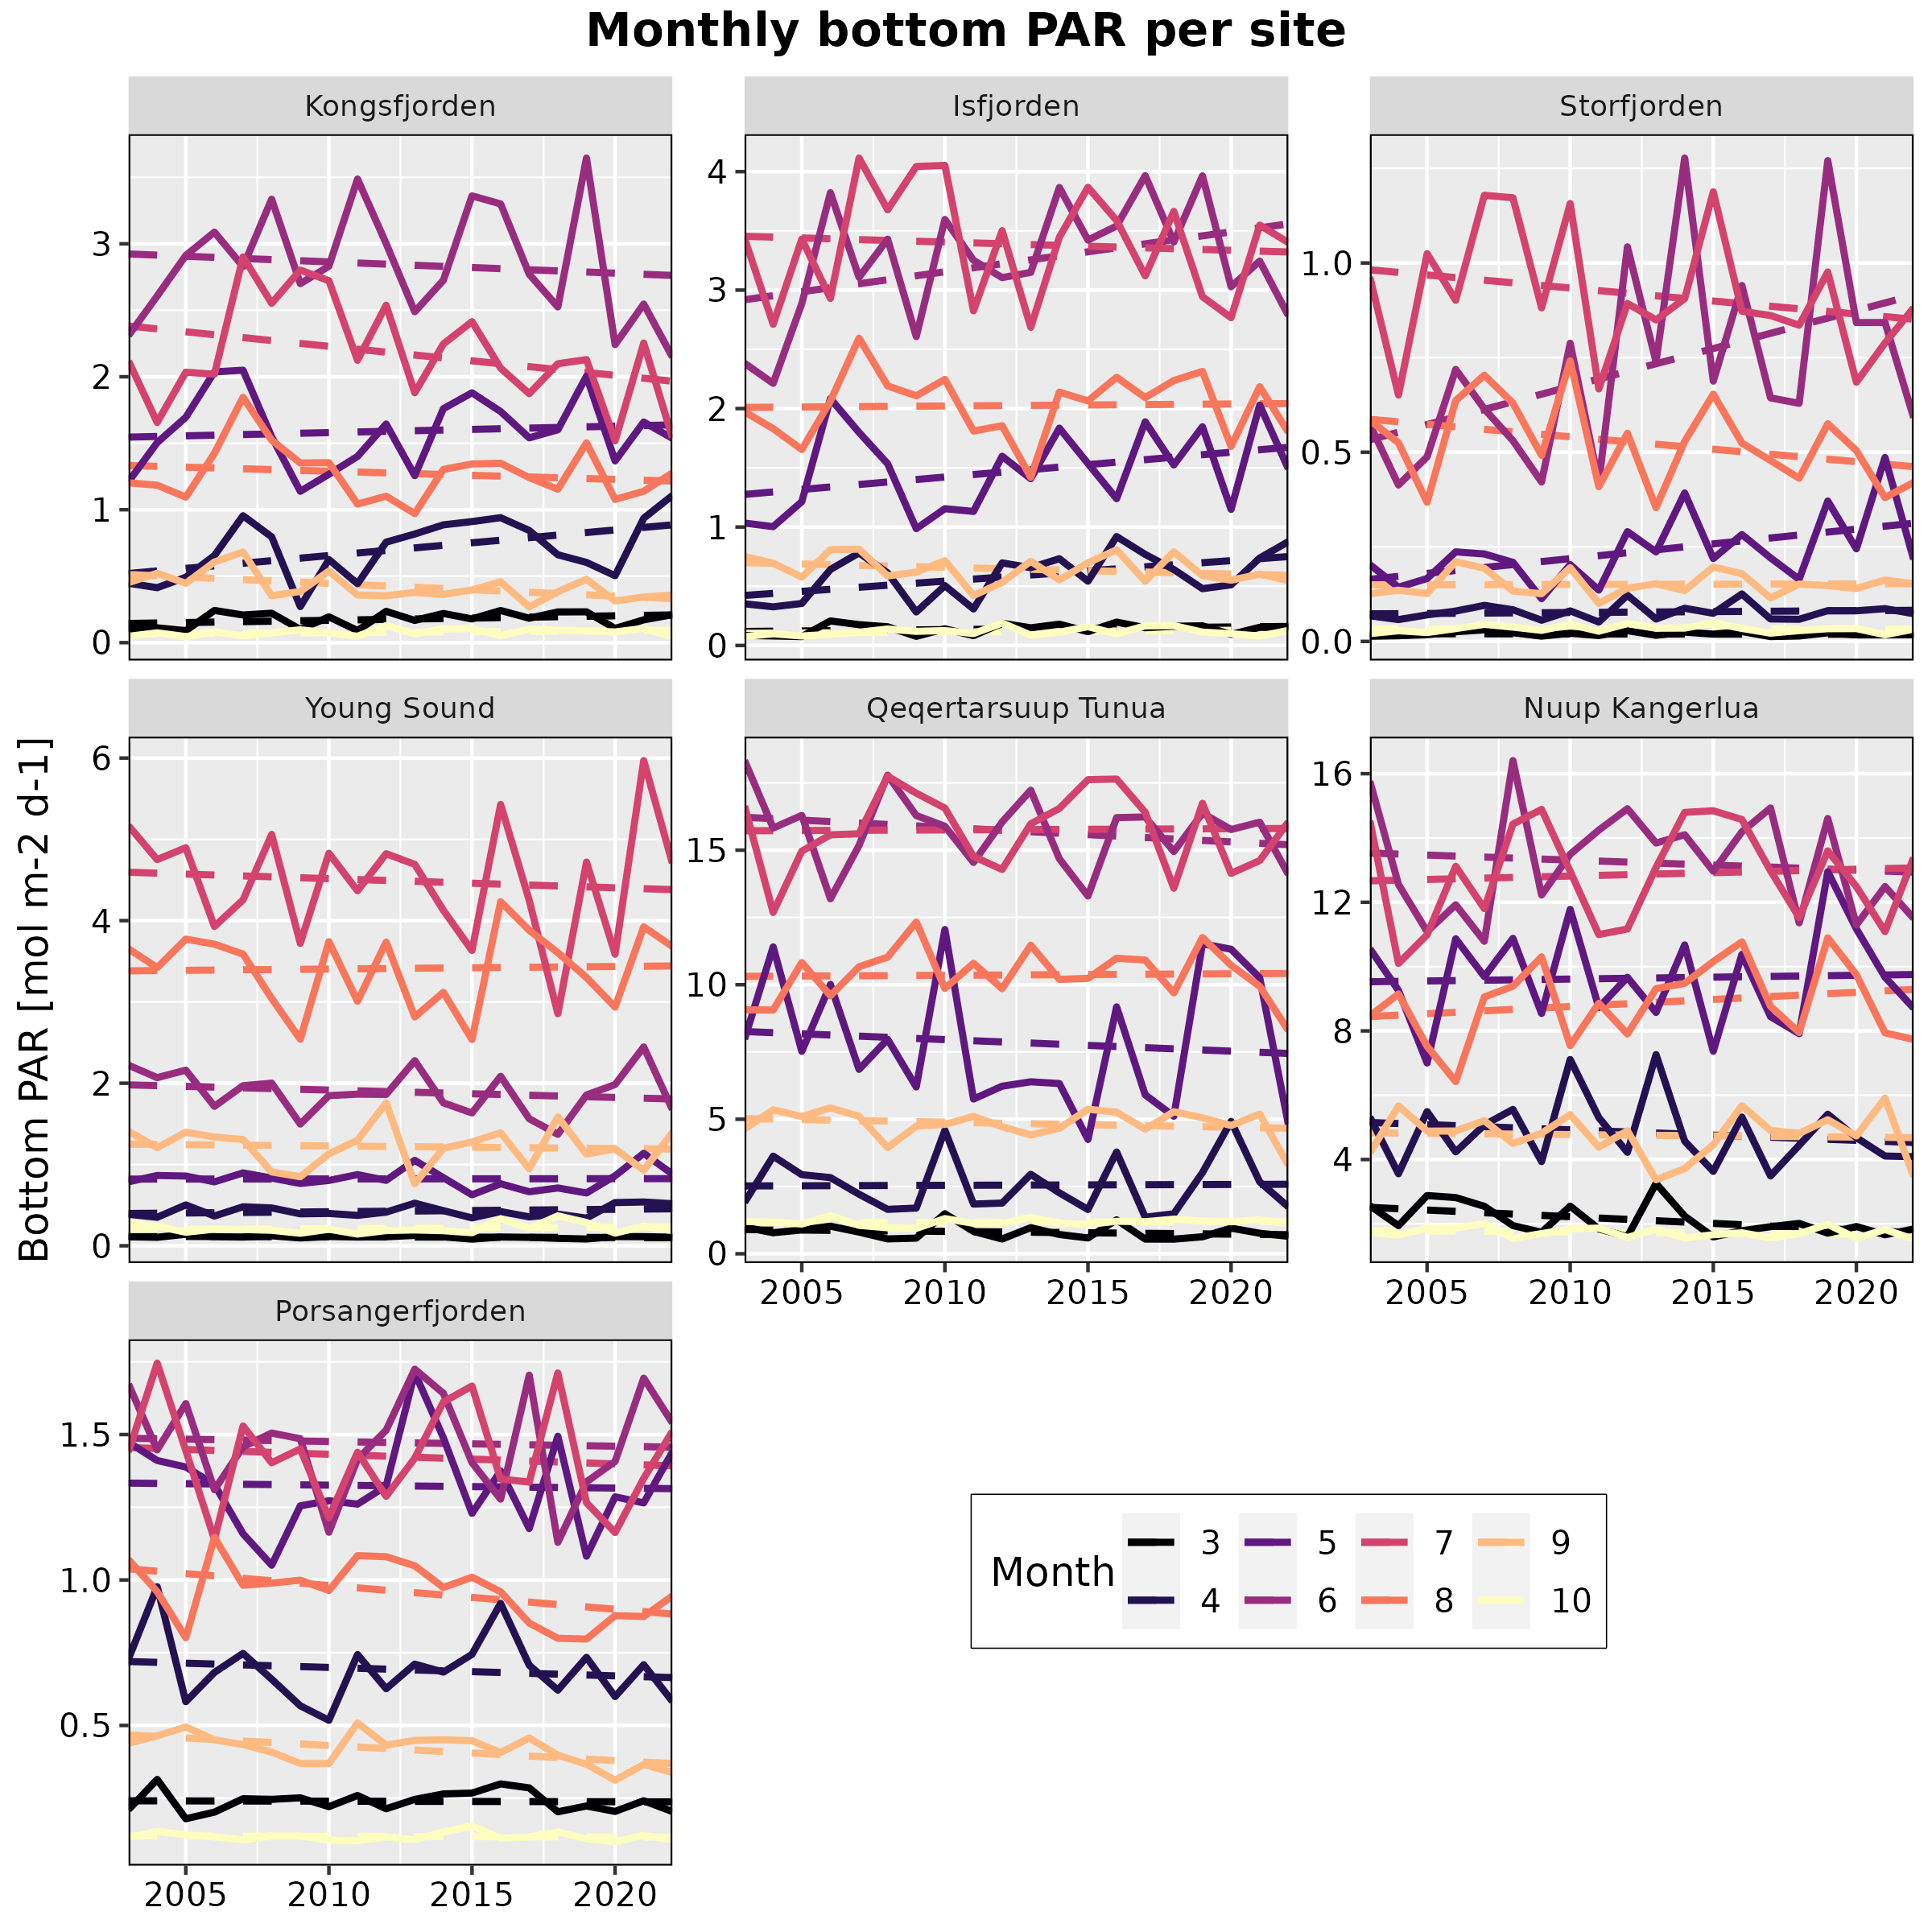 Monthly bottom PAR per site
Kongsfjorden
Isfjorden
Storfjorden
3
2
1
0
4
3
2
1
0
1.0
0.5
0.0
Bottom PAR [mol m-2 d-1]
Young Sound
Qeqertarsuup Tunua
Nuup Kangerlua
6
4
2
0
15
10
5
0
16
12
8
4
2005 2010 2015 2020
2005 2010 2015 2020
Porsangerfjorden
1.5
1.0
0.5
2005 2010 2015 2020
Month
3 5 7 9
4 6 8 10